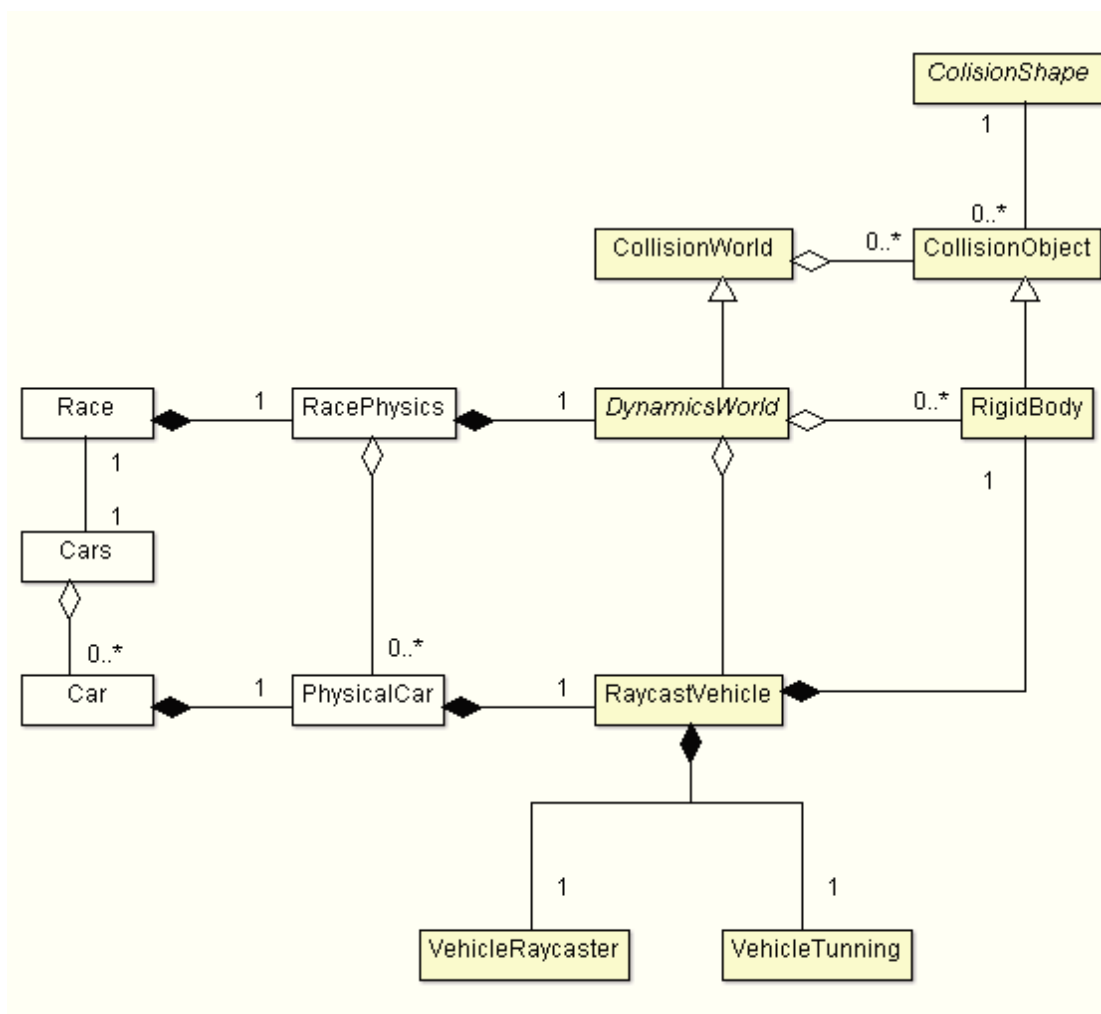 ColisionShape
1
0..*
CollisionWorld
0..*
CollisionObject
Race
1
RacePhysics
1
DynamicsWorld
0..*
RigidBody
1
1
1
Cars
0..*
0..*
Car
1
PhysicalCar
1
RaycastVehicle
1
1
VehicleRaycaster
VehicleTunning